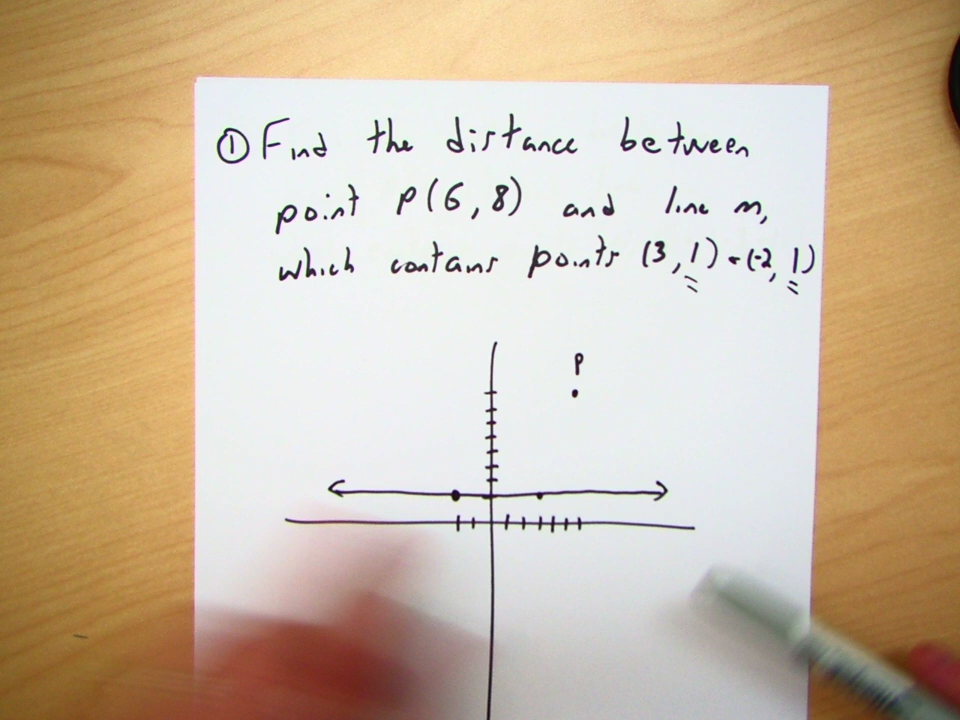 ① Find the distance between
point P(6,8) and line m,
which contains points (3,1) + (-2,1)
P